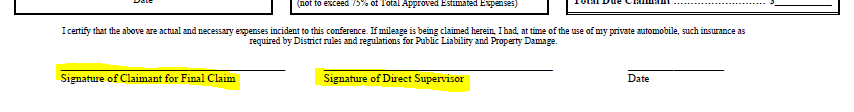 Date
(not to exceed 75% of Total Approved Estimated Expenses)
Total Due Claimant ............................ $
I certify that the above are actual and necessary expenses incident to this conference. If mileage is being claimed herein, I had, at time of the use of my private automobile, such insurance as
required by District rules and regulations for Public Liability and Property Damage.
Signature of Claimant for Final Claim
Signature of Direct Supervisor
Date